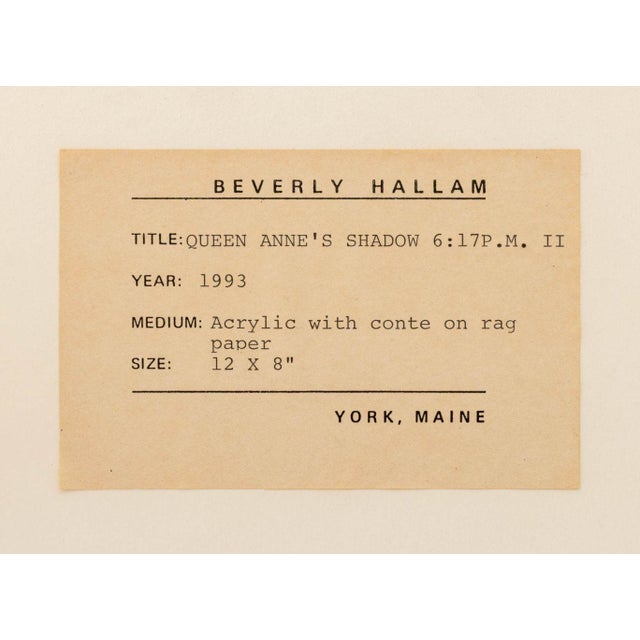 BEVERLY HALLAM
TITLE: QUEEN ANNE'S SHADOW 6:17P.M. II
YEAR: 1993
MEDIUM: Acrylic with conte on rag
paper
SIZE: 12 X 8"
YORK, MAINE